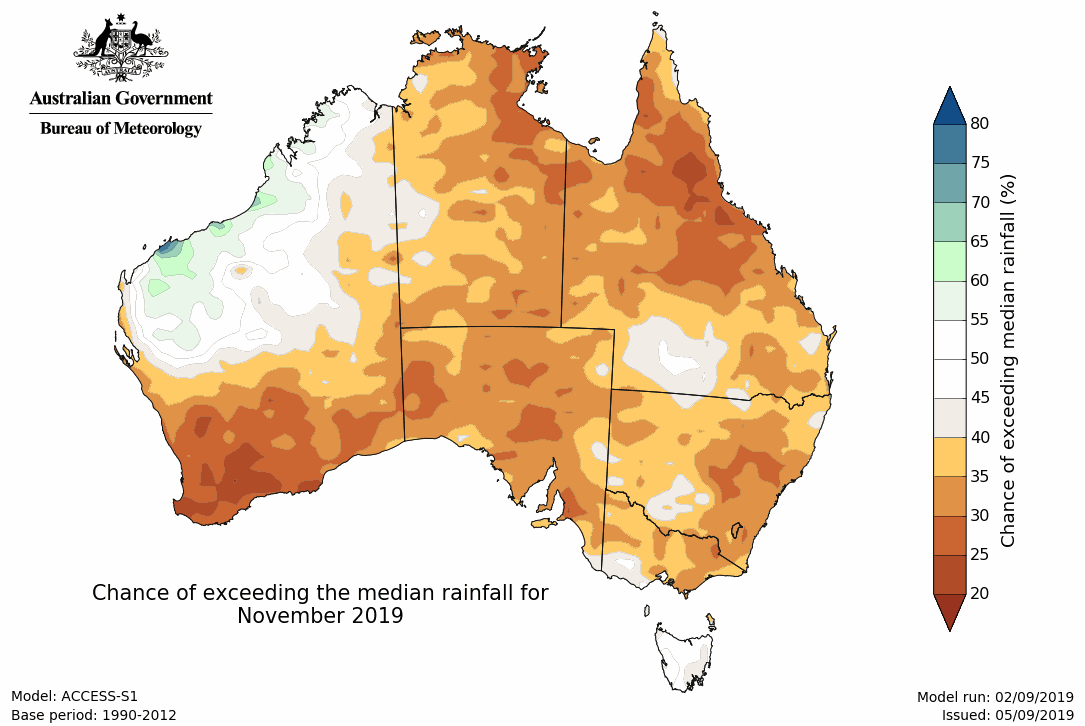 Australian Government
Bureau of Meteorology
80
75
70
65
60
55
50
45
40
35
30
25
20
Chance of exceeding median rainfall (%)
Chance of exceeding the median rainfall for
November 2019
Model: ACCESS-S1
Base period: 1990-2012
Model run: 02/09/2019
Issued: 05/09/2019